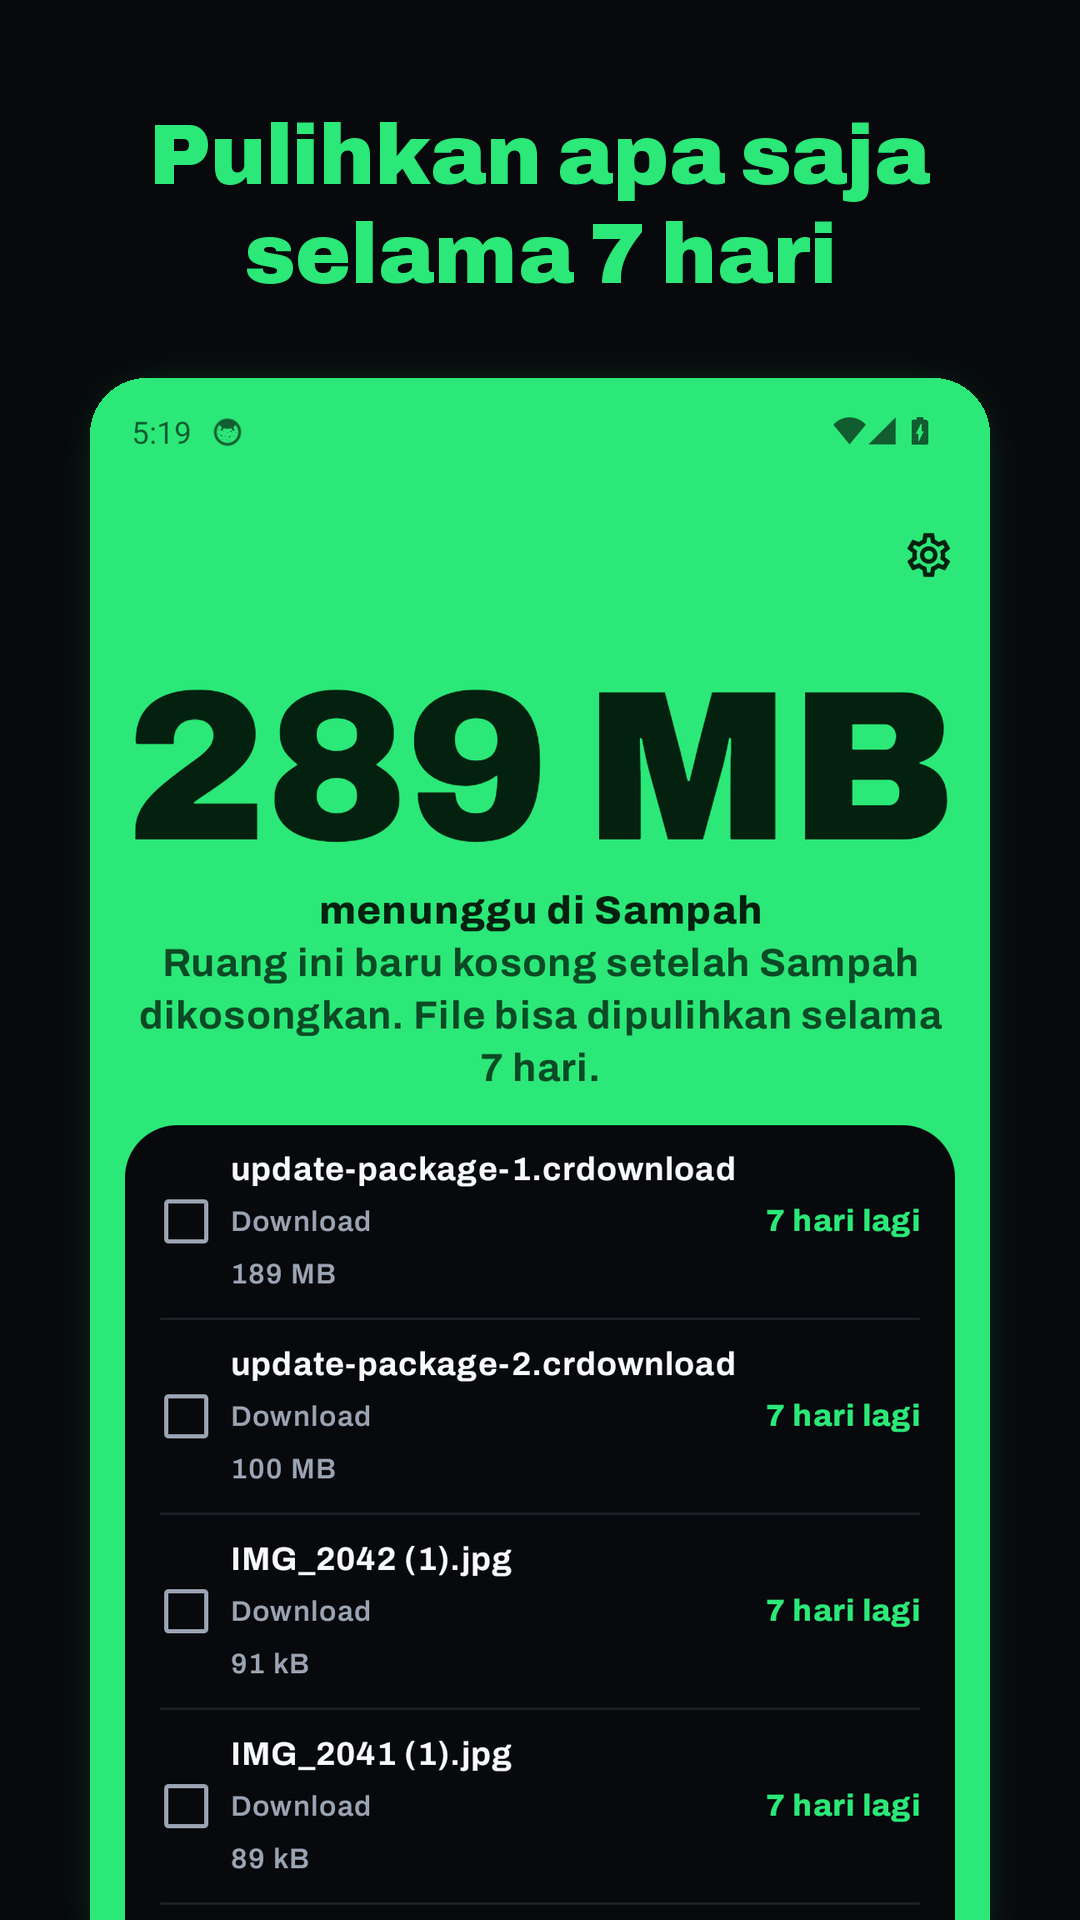 Pulihkan apa saja
selama 7 hari
5:19
289 MB
menunggu di Sampah
Ruang ini baru kosong setelah Sampah
dikosongkan. File bisa dipulihkan selama
7 hari.
update-package-1.crdownload
Download
7 hari lagi
189 MB
update-package-2.crdownload
Download
7 hari lagi
100 MB
IMG_2042 (1).jpg
Download
7 hari lagi
91 kB
IMG_2041 (1).jpg
Download
7 hari lagi
89 kB